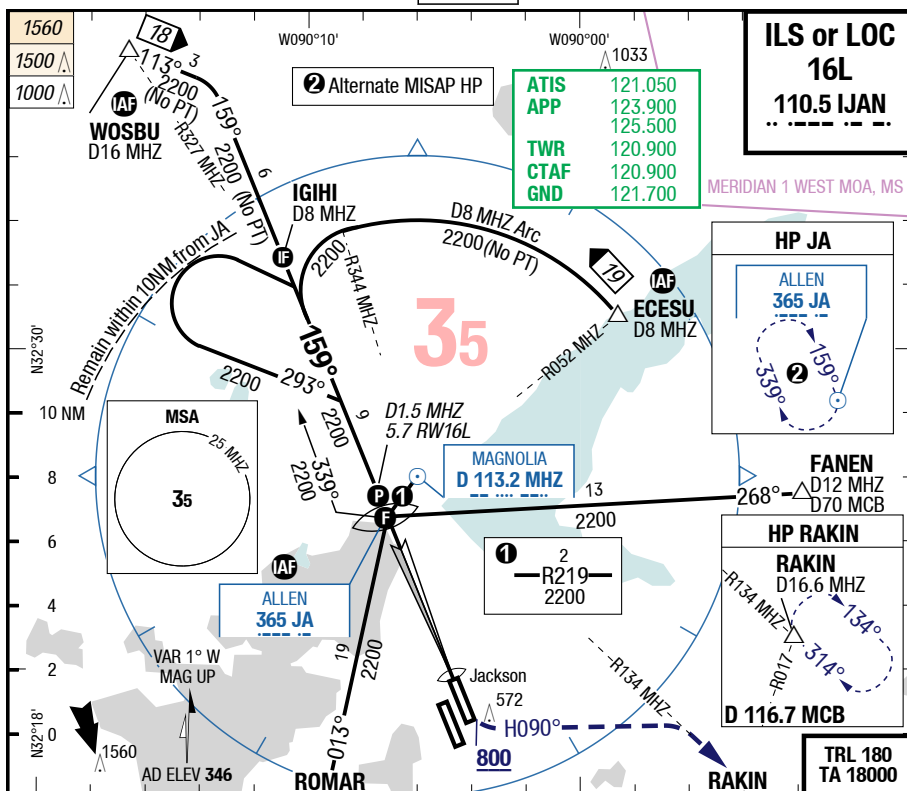 1560
1500
1000
18
3
113°
2200
(No PT)
R327 MHZ
IAF
WOSBU
D16 MHZ
159°
2200 (No PT)
6
W090°10'
W090°00'
2 Alternate MISAP HP
1033
ATIS 121.050
APP 123.900
125.500
TWR 120.900
CTAF 120.900
GND 121.700
ILS or LOC
16L
110.5 IJAN
MERIDIAN 1 WEST MOA, MS
IGIHI
D8 MHZ
IF
D8 MHZ Arc
2200 (No PT)
2200
R344 MHZ
19
IAF
ECESU
D8 MHZ
R052 MHZ
35
HP JA
ALLEN
365 JA
159°
339°
2
Remain within 10NM from JA
N32°30'
159°
2200
293°
2200
9
339°
2200
10 NM
8
6
4
2
0
N32°18'
MSA
25 MHZ
35
D1.5 MHZ
5.7 RW16L
P
1
F
MAGNOLIA
D 113.2 MHZ
13
2200
268°
FANEN
D12 MHZ
D70 MCB
1
2
R219
2200
IAF
ALLEN
365 JA
HP RAKIN
RAKIN
D16.6 MHZ
R134 MHZ
134°
314°
R017
D 116.7 MCB
VAR 1° W
MAG UP
19
2200
013°
ROMAR
Jackson
572
H090°
800
R134 MHZ
RAKIN
1560
AD ELEV 346
TRL 180
TA 18000